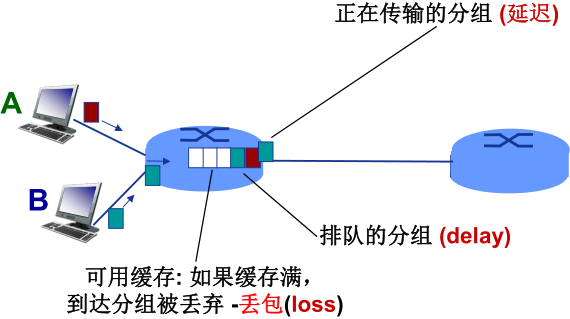 正在传输的分组 (延迟)
A
B
排队的分组 (delay)
可用缓存: 如果缓存满，
到达分组被丢弃 -丢包(loss)